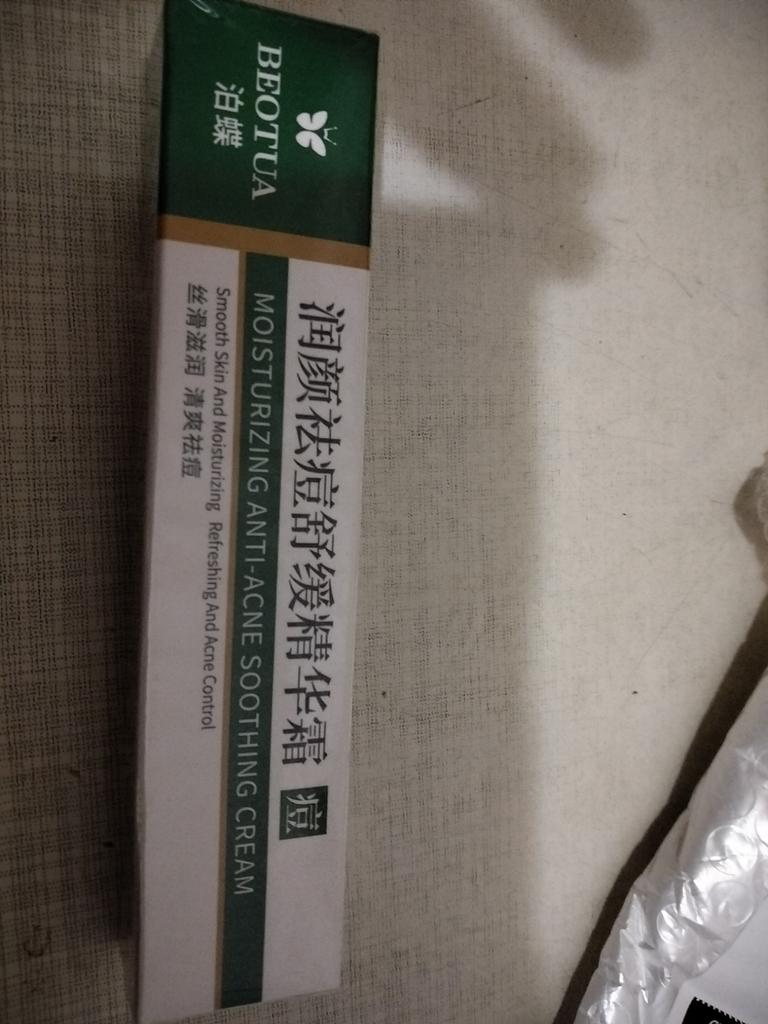 BEOTUA
泊蝶
润颜祛痘舒缓精华霜 痘
MOISTURIZING ANTI-ACNE SOOTHING CREAM
Smooth Skin And Moisturizing Refreshing And Acne Control
丝滑滋润 清爽祛痘